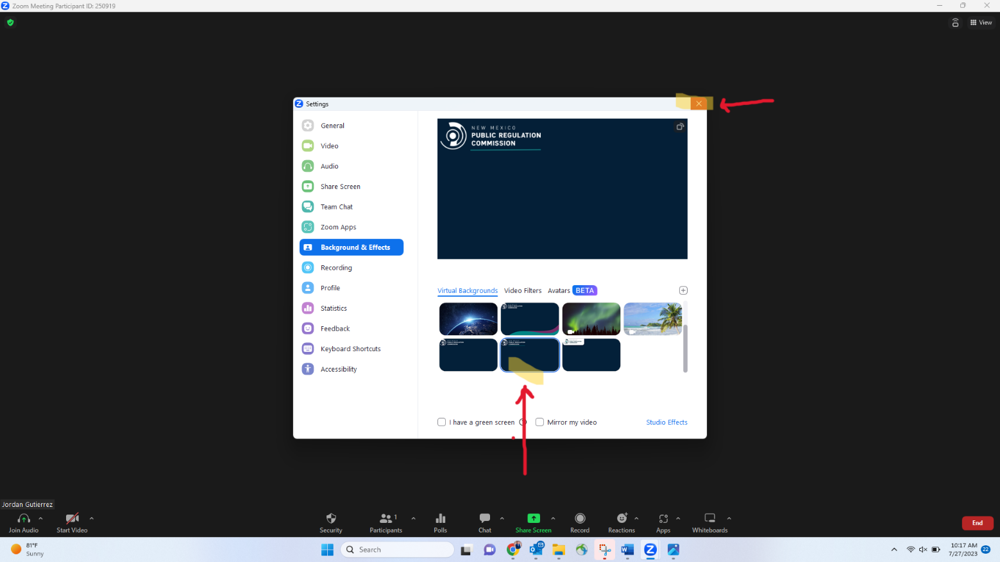 Zoom Meeting Participant ID: 250919
View
Settings
General
Video
Audio
Share Screen
Team Chat
Zoom Apps
Background & Effects
Recording
Profile
Statistics
Feedback
Keyboard Shortcuts
Accessibility
NEW MEXICO
PUBLIC REGULATION
COMMISSION
Virtual Backgrounds Video Filters Avatars BETA
I have a green screen Mirror my video Studio Effects
Jordan Gutierrez
1
Join Audio Start Video Security Participants Polls Chat Share Screen Record Reactions Apps Whiteboards End
81°F
Sunny
Search
10:17 AM
7/27/2023 22